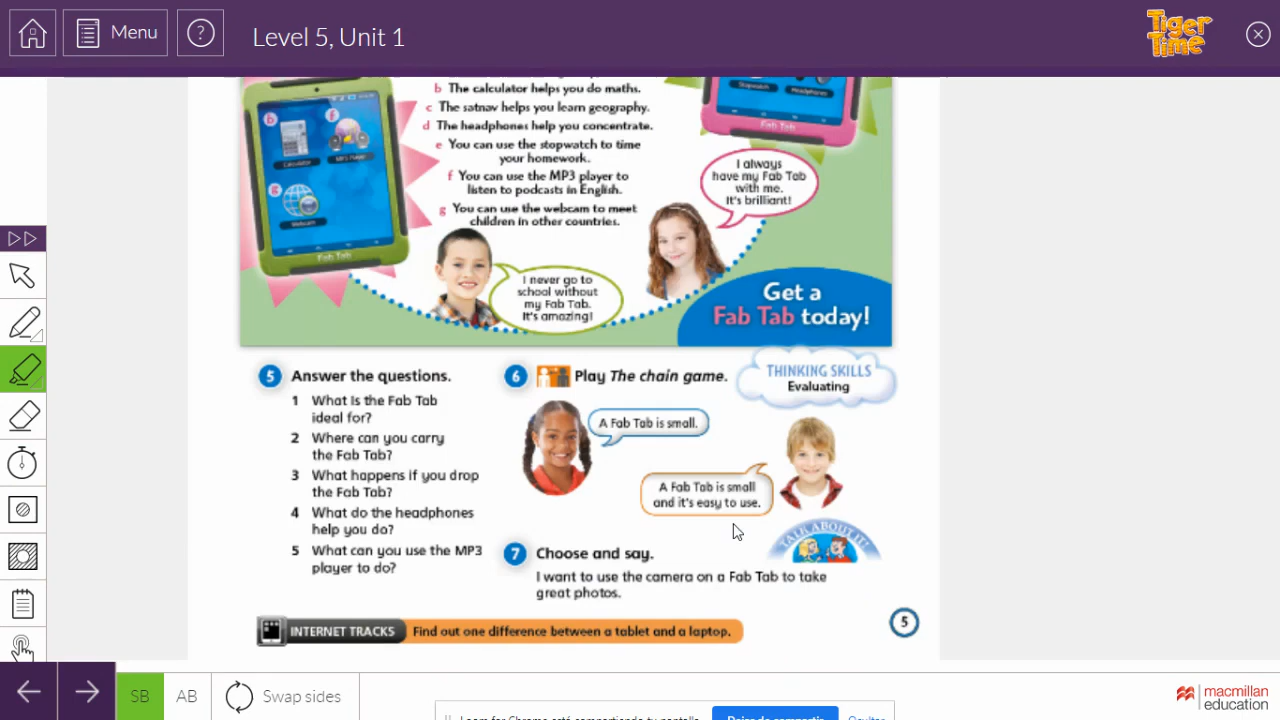 Menu
?
Level 5, Unit 1
Tiger
Time
b The calculator helps you do maths.
c The satnav helps you learn geography.
d The headphones help you concentrate.
e You can use the stopwatch to time
your homework.
f You can use the MP3 player to
listen to podcasts in English.
g You can use the webcam to meet
children in other countries.
b
f
Calculator
MP3 Player
g
Webcam
Fab Tab
Stopwatch
Headphones
Fab Tab
I always
have my Fab Tab
with me.
It's brilliant!
I never go to
school without
my Fab Tab.
It's amazing!
Get a
Fab Tab today!
5 Answer the questions.
1 What is the Fab Tab
ideal for?
2 Where can you carry
the Fab Tab?
3 What happens if you drop
the Fab Tab?
4 What do the headphones
help you do?
5 What can you use the MP3
player to do?
6 Play The chain game.
THINKING SKILLS
Evaluating
A Fab Tab is small.
A Fab Tab is small
and it's easy to use.
TALK ABOUT IT!
7 Choose and say.
I want to use the camera on a Fab Tab to take
great photos.
INTERNET TRACKS Find out one difference between a tablet and a laptop.
5
SB
AB
Swap sides
macmillan
education